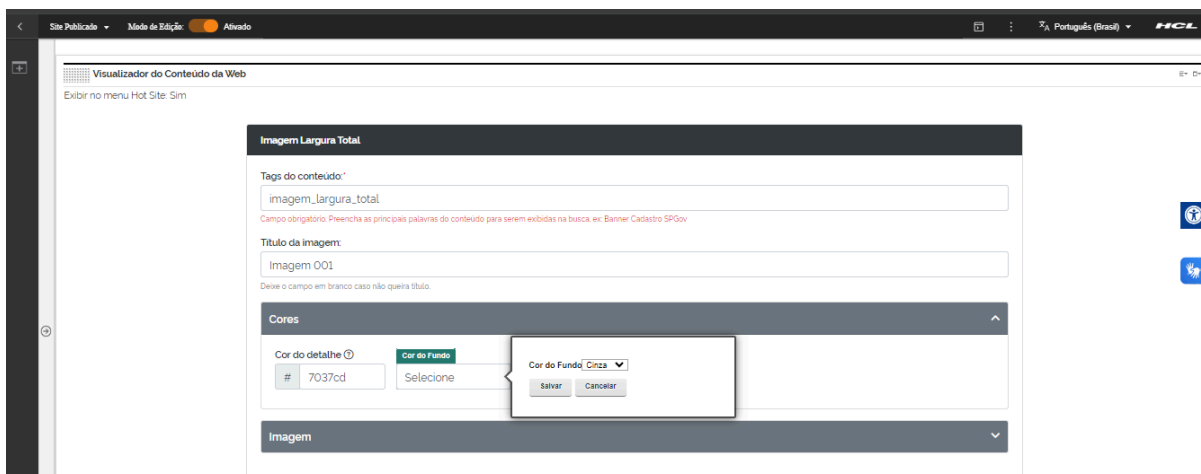 Site Publicado Modo de Edição: Ativado Português (Brasil) HCL
Visualizador do Conteúdo da Web
Exibir no menu Hot Site: Sim
Imagem Largura Total
Tags do conteúdo:*
imagem_largura_total
Campo obrigatório. Preencha as principais palavras do conteúdo para serem exibidas na busca. ex: Banner Cadastro SPGov
Título da imagem:
Imagem 001
Deixe o campo em branco caso não queira título.
Cores
Cor do detalhe
# 7037cd
Cor do Fundo
Selecione
Cor do Fundo Cinza
Salvar Cancelar
Imagem